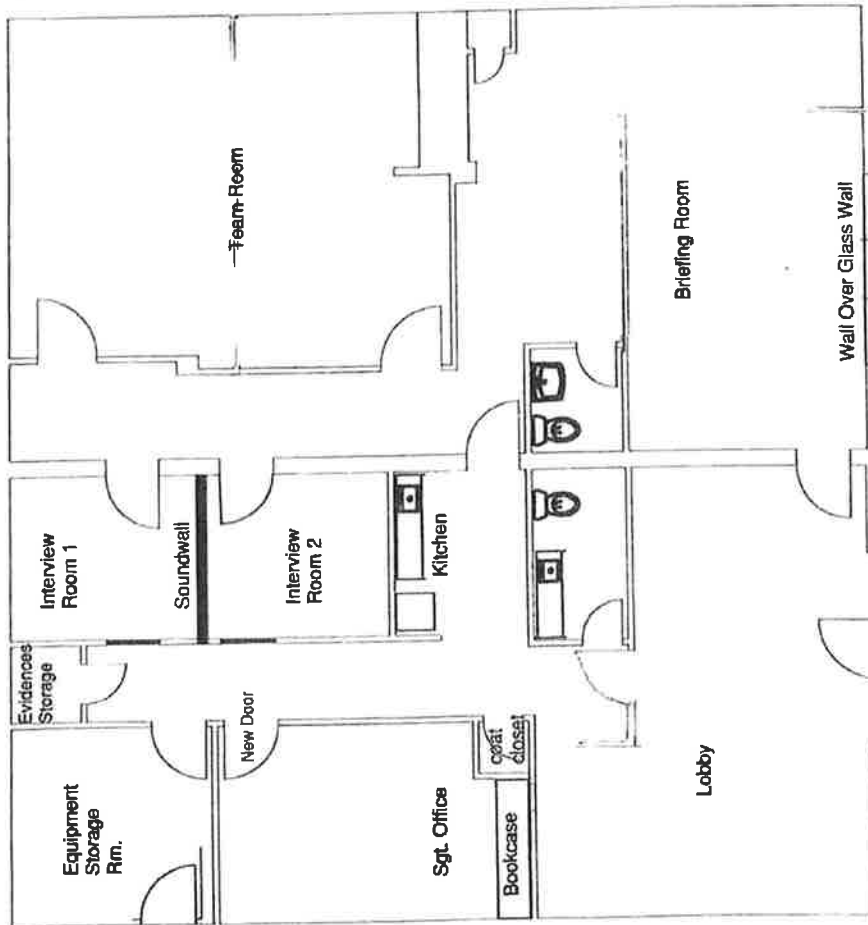 Equipment
Storage
Rm.
Evidences
Storage
Interview
Room 1
Soundwall
New Door
Interview
Room 2
Team Room
Sgt. Office
Kitchen
coat
closet
Bookcase
Lobby
Briefing Room
Wall Over Glass Wall